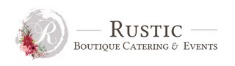 R
RUSTIC
BOUTIQUE CATERING & EVENTS